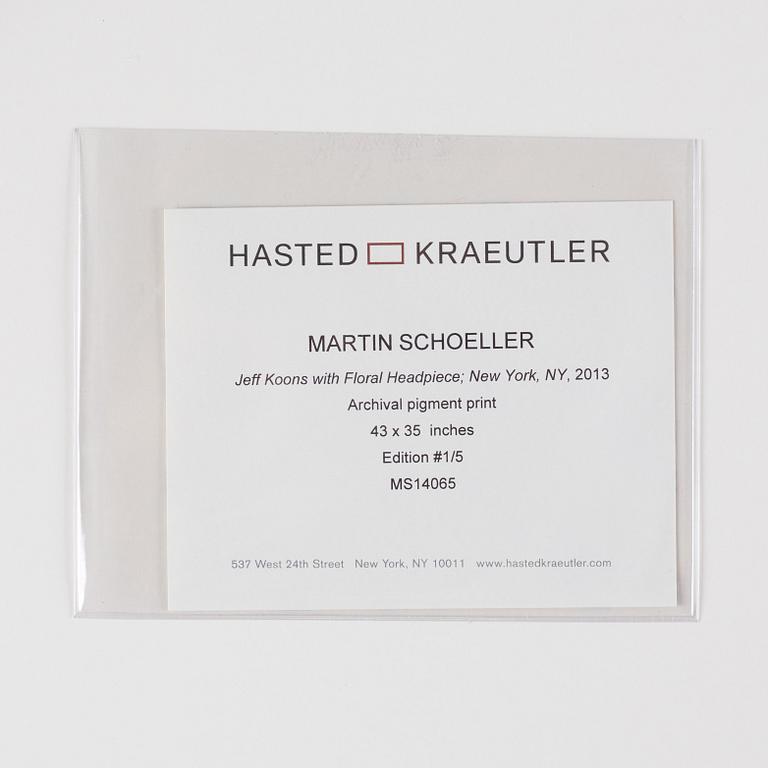 HASTED KRAEUTLER
MARTIN SCHOELLER
Jeff Koons with Floral Headpiece; New York, NY, 2013
Archival pigment print
43 x 35 inches
Edition #1/5
MS14065
537 West 24th Street New York, NY 10011 www.hastedkraeutler.com